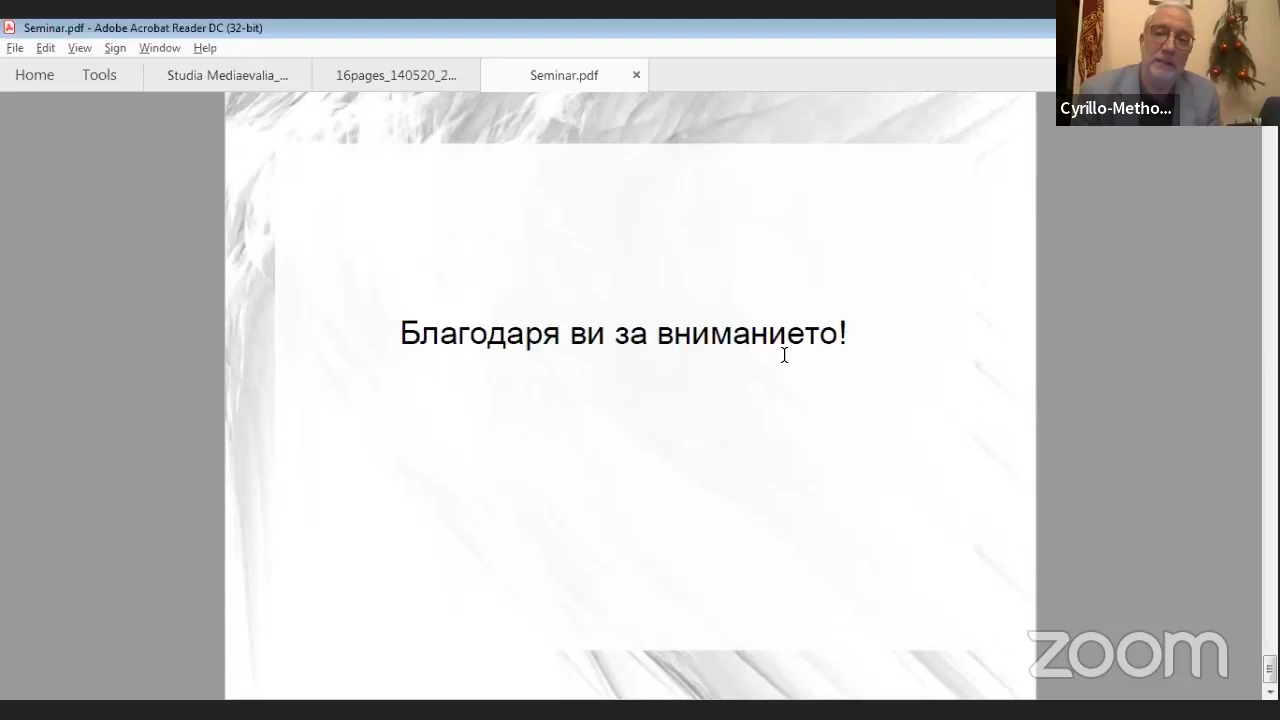 Seminar.pdf - Adobe Acrobat Reader DC (32-bit)
File Edit View Sign Window Help
Home Tools Studia Mediaevalia_... 16pages_140520_2... Seminar.pdf ×
Cyrillo-Metho...
Благодаря ви за вниманието!
zoom